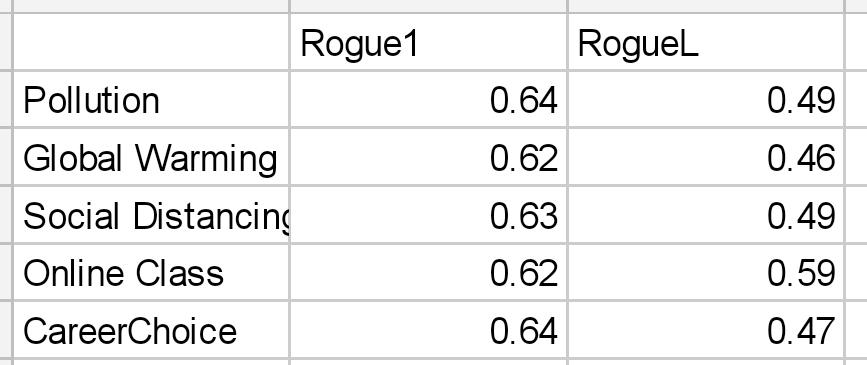 Rogue1 RogueL
Pollution 0.64 0.49
Global Warming 0.62 0.46
Social Distancing 0.63 0.49
Online Class 0.62 0.59
CareerChoice 0.64 0.47